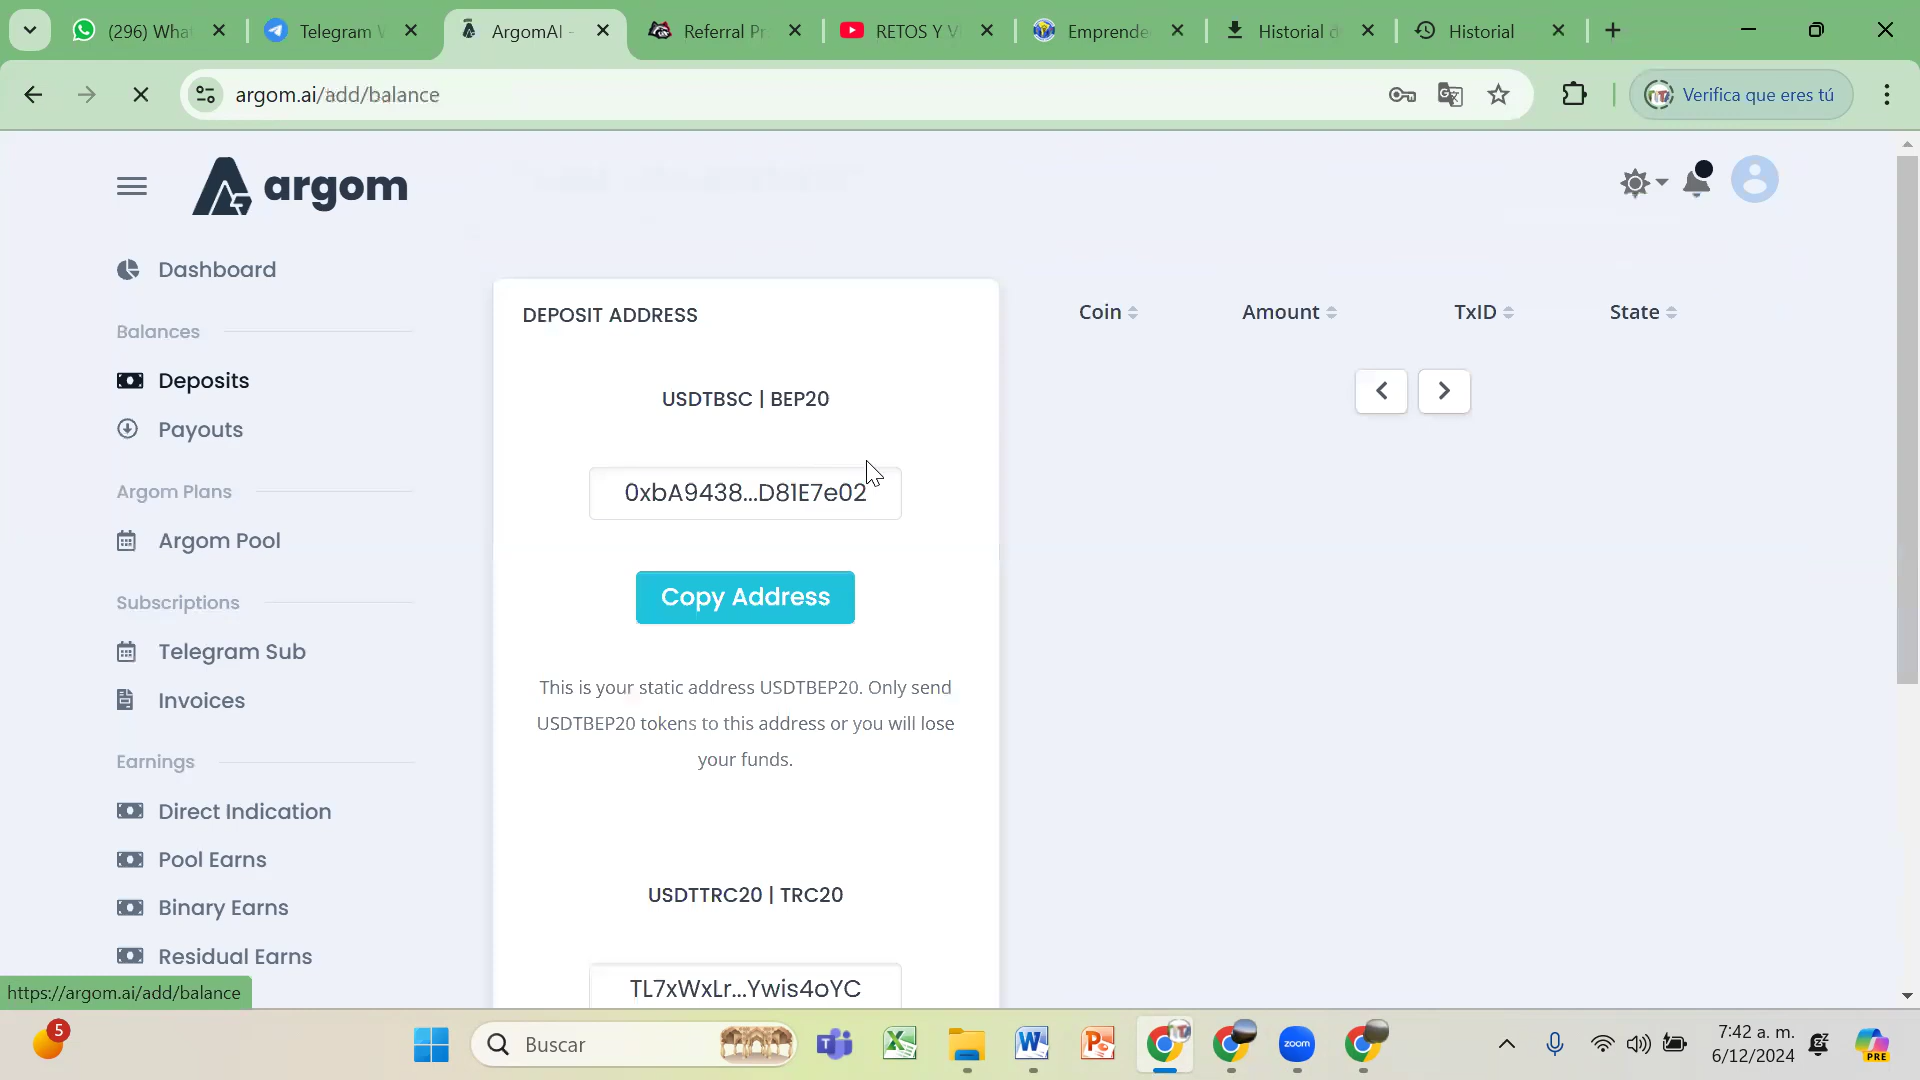 (296) Wha
Telegram W
ArgomAI -
Referral Pr
RETOS Y V
Emprende
Historial d
Historial
argom.ai/add/balance
Verifica que eres tú
argom
Dashboard
Balances
Deposits
Payouts
Argom Plans
Argom Pool
Subscriptions
Telegram Sub
Invoices
Earnings
Direct Indication
Pool Earns
Binary Earns
Residual Earns
DEPOSIT ADDRESS
USDTBSC | BEP20
0xbA9438...D81E7e02
Copy Address
This is your static address USDTBEP20. Only send
USDTBEP20 tokens to this address or you will lose
your funds.
USDTTRC20 | TRC20
TL7xWxLr...Ywis4oYC
Coin Amount TxID State
https://argom.ai/add/balance
5
Buscar
zoom
7:42 a. m.
6/12/2024
PRE